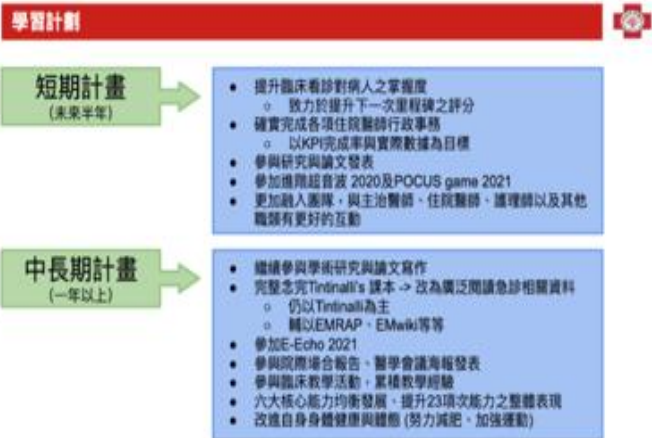 學習計劃
短期計畫
(未來半年)
● 提升臨床看診對病人之掌握度
○ 致力於提升下一次里程碑之評分
● 確實完成各項住院醫師行政事務
○ 以KPI完成率與實際數據為目標
● 參與研究與論文發表
● 參加進階超音波 2020及POCUS game 2021
● 更加融入團隊，與主治醫師、住院醫師、護理師以及其他
職類有更好的互動
中長期計畫
(一年以上)
● 繼續參與學術研究與論文寫作
● 完整念完Tintinalli's 課本 -> 改為廣泛閱讀急診相關資料
○ 仍以Tintinalli為主
○ 輔以EMRAP、EMwiki等等
● 參加E-Echo 2021
● 參與院際場合報告、醫學會議海報發表
● 參與臨床教學活動，累積教學經驗
● 六大核心能力均衡發展、提升23項次能力之整體表現
● 改進自身身體健康與體態 (努力減肥、加強運動)